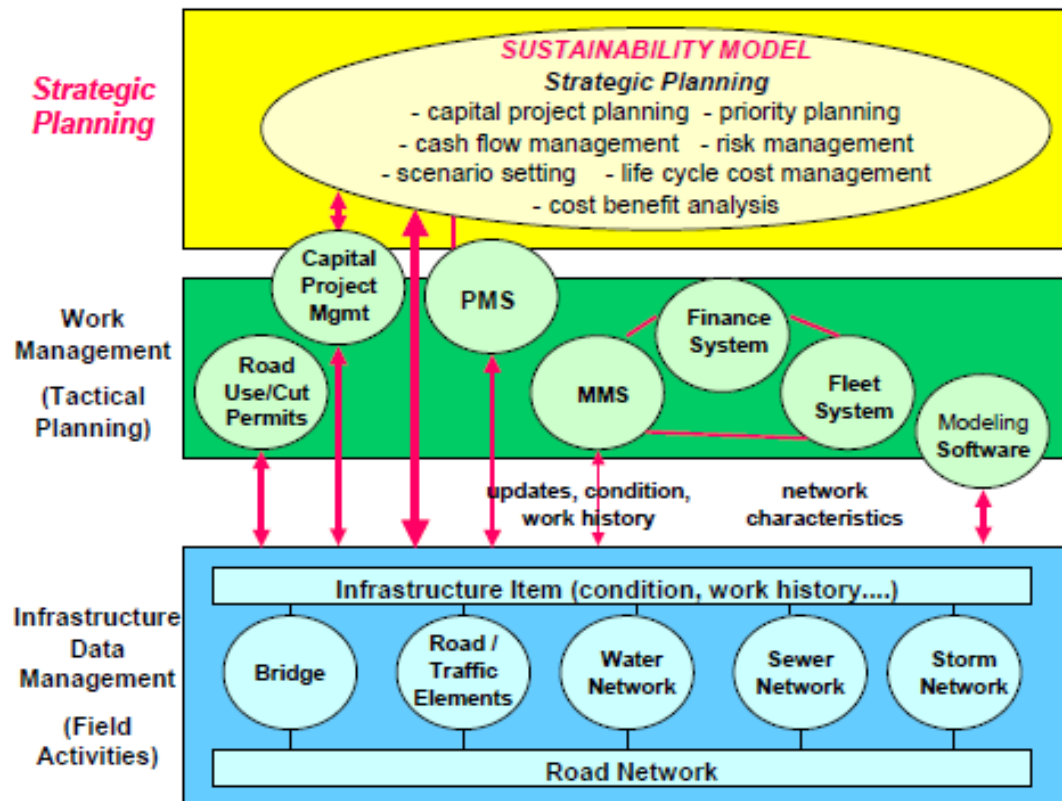 SUSTAINABILITY MODEL
Strategic Planning
- capital project planning - priority planning
- cash flow management - risk management
- scenario setting - life cycle cost management
- cost benefit analysis
Strategic
Planning
Capital
Project
Mgmt
PMS
Work
Management
(Tactical
Planning)
Road
Use/Cut
Permits
MMS
Finance
System
Fleet
System
Modeling
Software
updates, condition,
work history
network
characteristics
Infrastructure
Data
Management
(Field
Activities)
Infrastructure Item (condition, work history....)
Bridge
Road /
Traffic
Elements
Water
Network
Sewer
Network
Storm
Network
Road Network